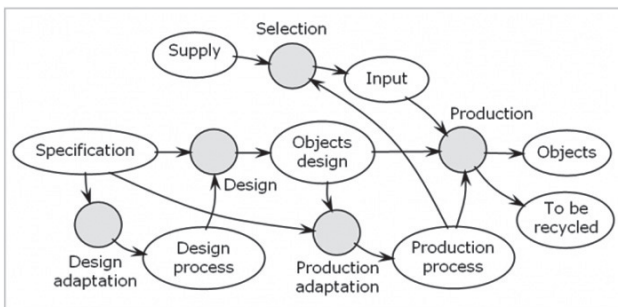 Selection
Supply
Input
Production
Specification
Objects
design
Objects
Design
To be
recycled
Design
process
Production
process
Design
adaptation
Production
adaptation